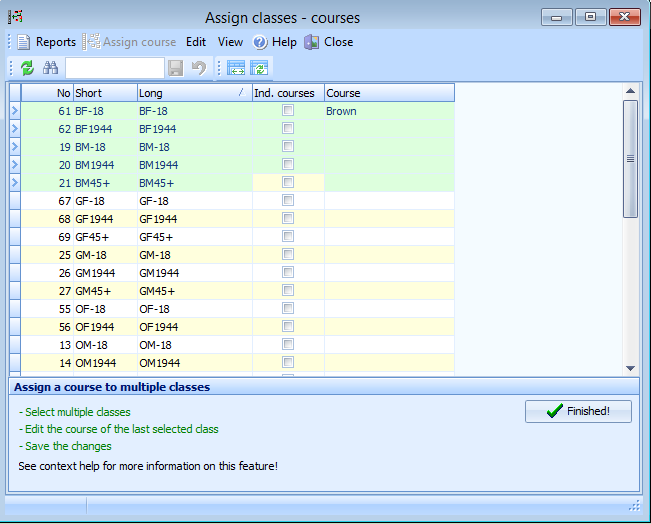 Assign classes - courses
Reports Assign course Edit View Help Close
No Short Long Ind. courses Course
61 BF-18 BF-18 Brown
62 BF1944 BF1944
19 BM-18 BM-18
20 BM1944 BM1944
21 BM45+ BM45+
67 GF-18 GF-18
68 GF1944 GF1944
69 GF45+ GF45+
25 GM-18 GM-18
26 GM1944 GM1944
27 GM45+ GM45+
55 OF-18 OF-18
56 OF1944 OF1944
13 OM-18 OM-18
14 OM1944 OM1944
Assign a course to multiple classes
- Select multiple classes
- Edit the course of the last selected class
- Save the changes
See context help for more information on this feature!
Finished!